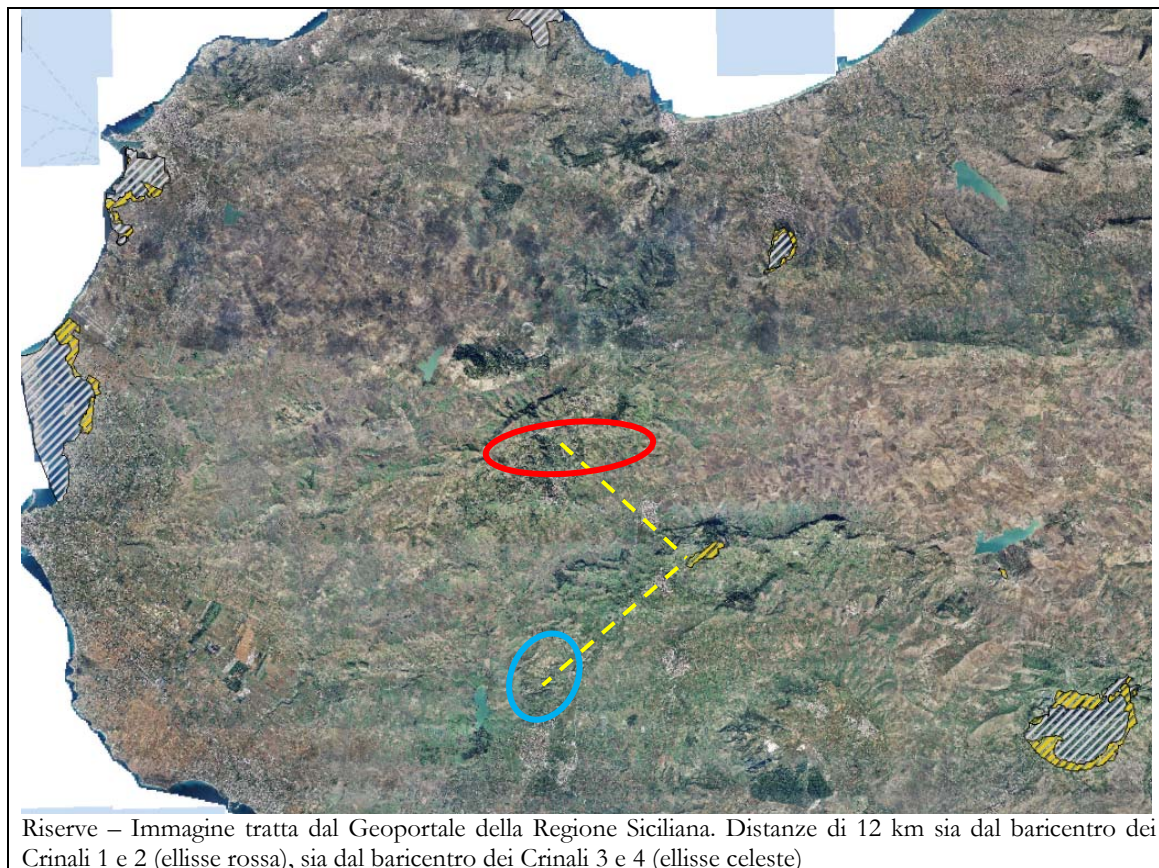 Riserve – Immagine tratta dal Geoportale della Regione Siciliana. Distanze di 12 km sia dal baricentro dei
Crinali 1 e 2 (ellisse rossa), sia dal baricentro dei Crinali 3 e 4 (ellisse celeste)